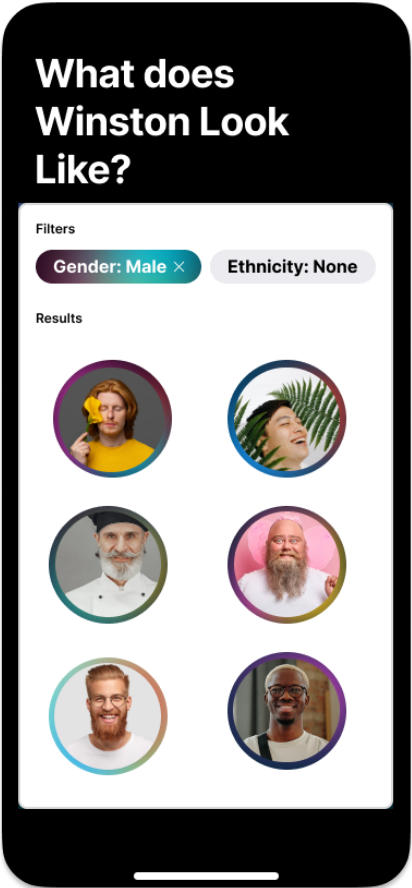 What does
Winston Look
Like?
Filters
Gender: Male ×
Ethnicity: None
Results